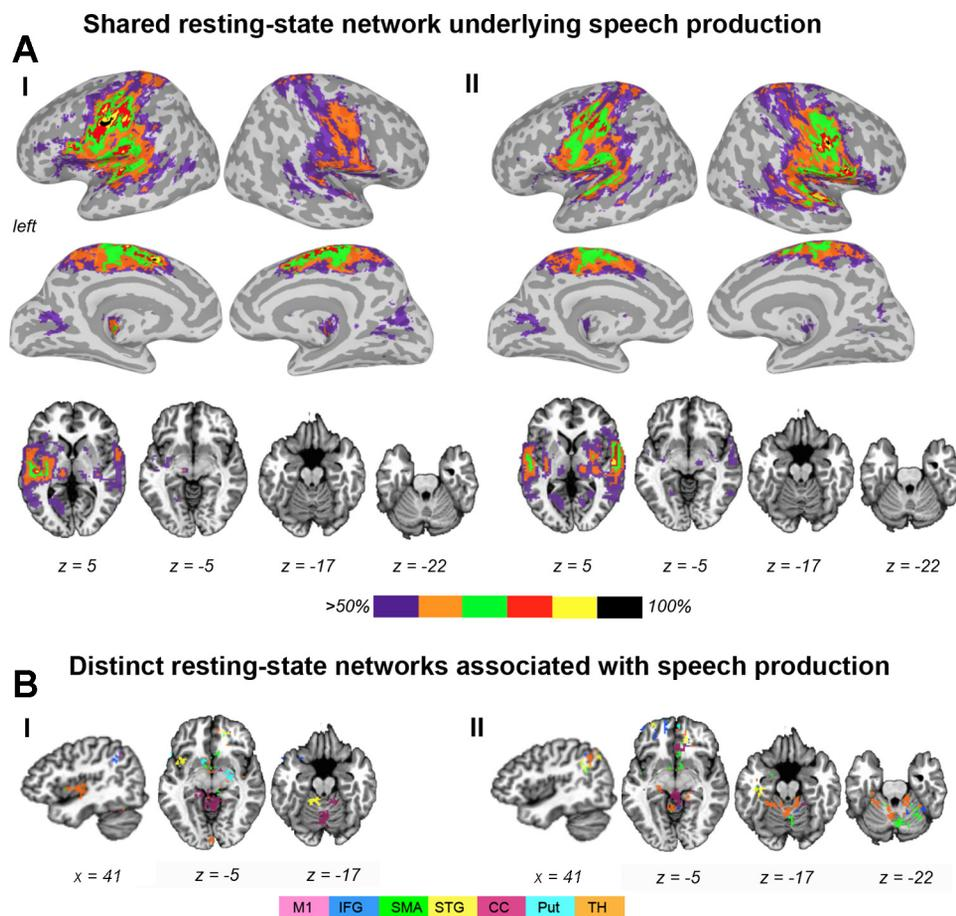 Shared resting-state network underlying speech production
A
I
II
left
z = 5
z = -5
z = -17
z = -22
z = 5
z = -5
z = -17
z = -22
>50%
100%
Distinct resting-state networks associated with speech production
B
I
II
x = 41
z = -5
z = -17
x = 41
z = -5
z = -17
z = -22
M1 IFG SMA STG CC Put TH